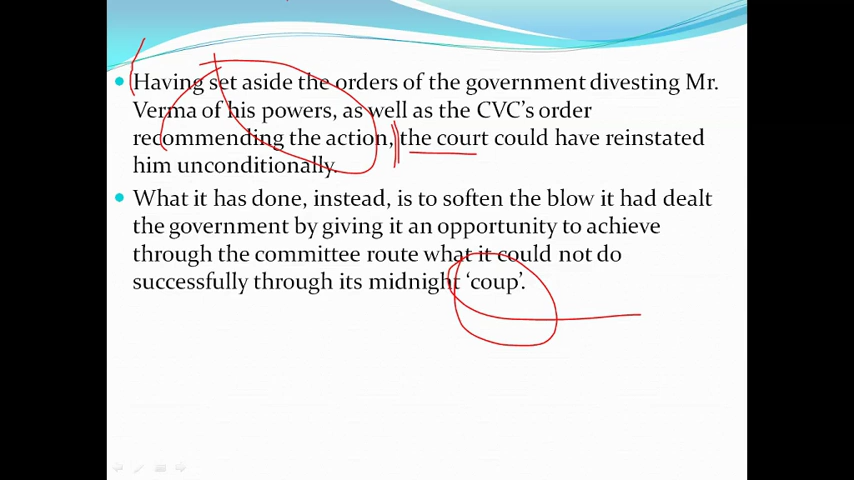 Having set aside the orders of the government divesting Mr.
Verma of his powers, as well as the CVC's order
recommending the action, the court could have reinstated
him unconditionally.
What it has done, instead, is to soften the blow it had dealt
the government by giving it an opportunity to achieve
through the committee route what it could not do
successfully through its midnight ‘coup’.